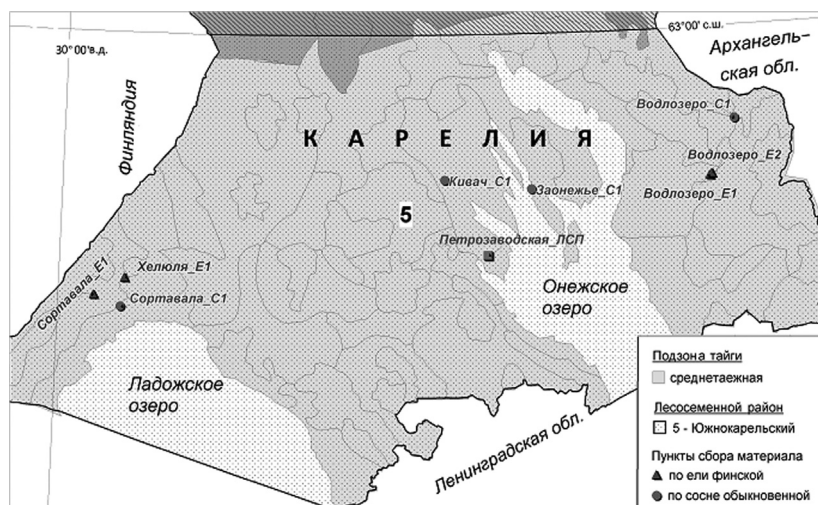 63°00' с.ш.
30°00'в.д.
Архангель-
ская обл.
Финляндия
Водлозеро_С1
КАРЕЛИЯ
Водлозеро_Е2
Кивач_С1
Заонежье_С1
Водлозеро_Е1
5
Петрозаводская_ЛСП
Хелюля_Е1
Сортавала_Е1
Сортавала_С1
Онежское
озеро
Ладожское
озеро
Ленинградская обл.
Подзона тайги
среднетаежная
Лесосеменной район
5 - Южнокарельский
Пункты сбора материала
по ели финской
по сосне обыкновенной